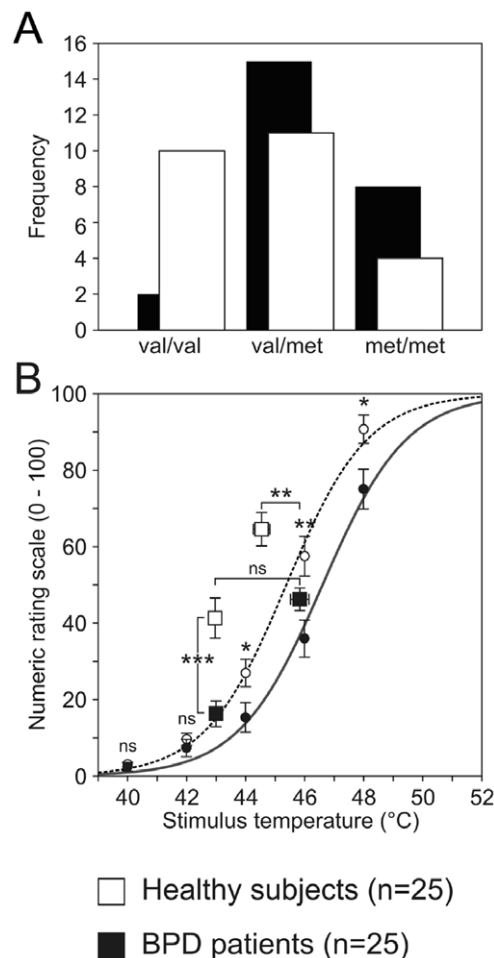 A
16
14
12
10
8
6
4
2
0
Frequency
val/val val/met met/met
B
100
80
60
40
20
0
Numeric rating scale (0 - 100)
*
**
**
ns
***
*
ns
ns
40 42 44 46 48 50 52
Stimulus temperature (°C)
Healthy subjects (n=25)
BPD patients (n=25)